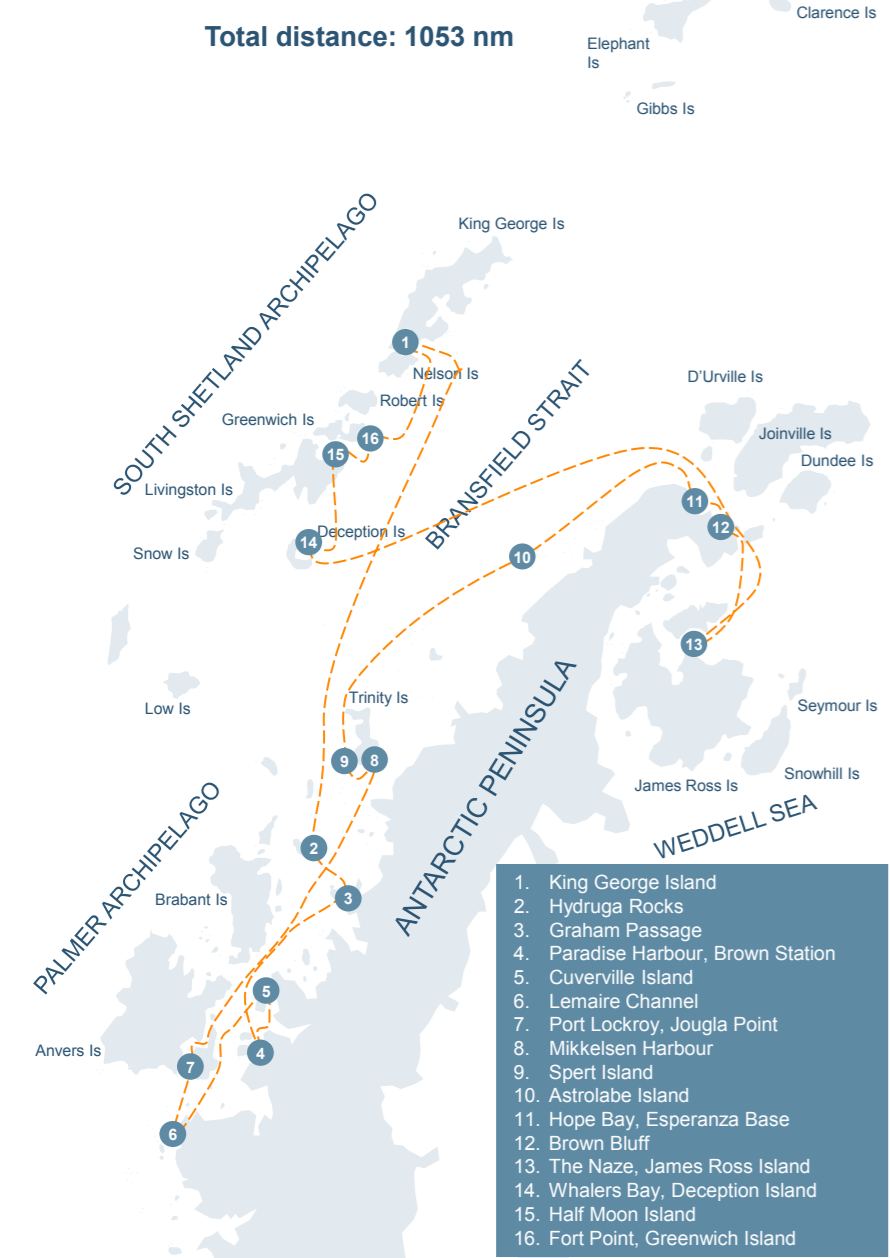 Clarence Is
Total distance: 1053 nm
Elephant
Is
Gibbs Is
SOUTH SHETLAND ARCHIPELAGO
King George Is
1
Nelson Is
Robert Is
Greenwich Is
16
15
Livingston Is
Deception Is
14
Snow Is
BRANSFIELD STRAIT
D'Urville Is
Joinville Is
Dundee Is
11
12
10
13
Low Is
Trinity Is
9
8
ANTARCTIC PENINSULA
Seymour Is
Snowhill Is
James Ross Is
WEDDELL SEA
PALMER ARCHIPELAGO
2
Brabant Is
3
5
Anvers Is
4
7
6
1. King George Island
2. Hydruga Rocks
3. Graham Passage
4. Paradise Harbour, Brown Station
5. Cuverville Island
6. Lemaire Channel
7. Port Lockroy, Jougla Point
8. Mikkelsen Harbour
9. Spert Island
10. Astrolabe Island
11. Hope Bay, Esperanza Base
12. Brown Bluff
13. The Naze, James Ross Island
14. Whalers Bay, Deception Island
15. Half Moon Island
16. Fort Point, Greenwich Island